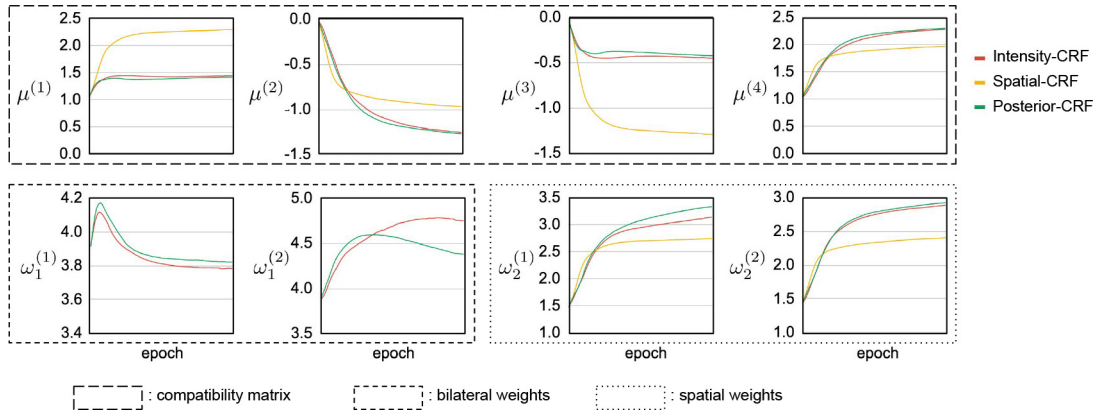 μ(1)
2.5
2.0
1.5
1.0
0.5
0.0
μ(2)
0.0
-0.5
-1.0
-1.5
μ(3)
0.0
-0.5
-1.0
-1.5
μ(4)
2.5
2.0
1.5
1.0
0.5
0.0
Intensity-CRF
Spatial-CRF
Posterior-CRF
ω1(1)
4.2
4.0
3.8
3.6
3.4
epoch
ω1(2)
5.0
4.5
4.0
3.5
epoch
ω2(1)
3.5
3.0
2.5
2.0
1.5
1.0
epoch
ω2(2)
3.0
2.5
2.0
1.5
1.0
epoch
: compatibility matrix
: bilateral weights
: spatial weights